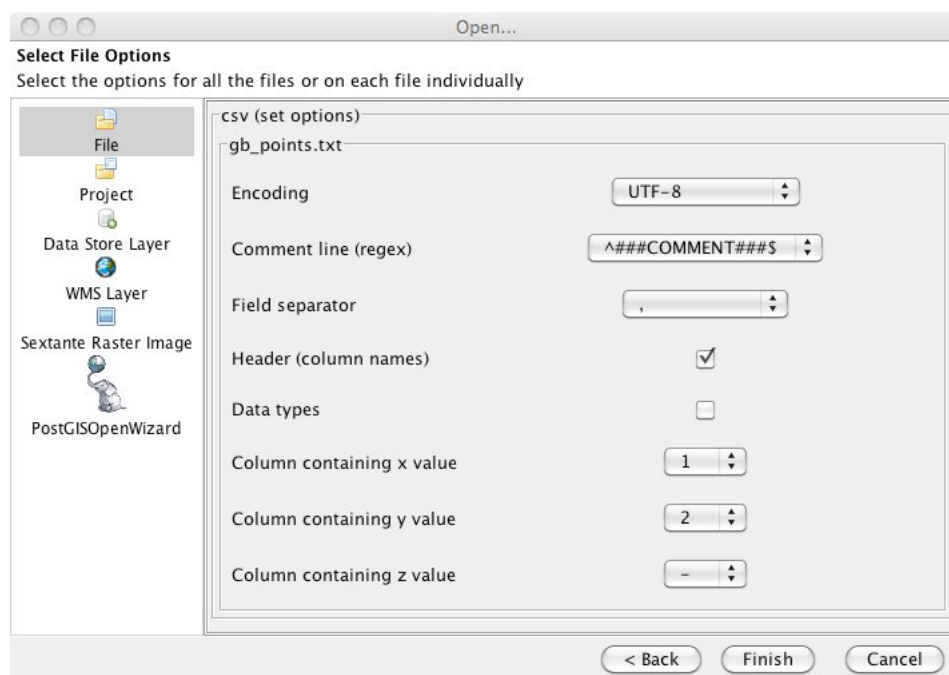 Open...
Select File Options
Select the options for all the files or on each file individually
File
Project
Data Store Layer
WMS Layer
Sextante Raster Image
PostGISOpenWizard
csv (set options)
gb_points.txt
Encoding UTF-8
Comment line (regex) ^###COMMENT###$
Field separator ,
Header (column names)
Data types
Column containing x value 1
Column containing y value 2
Column containing z value -
< Back Finish Cancel